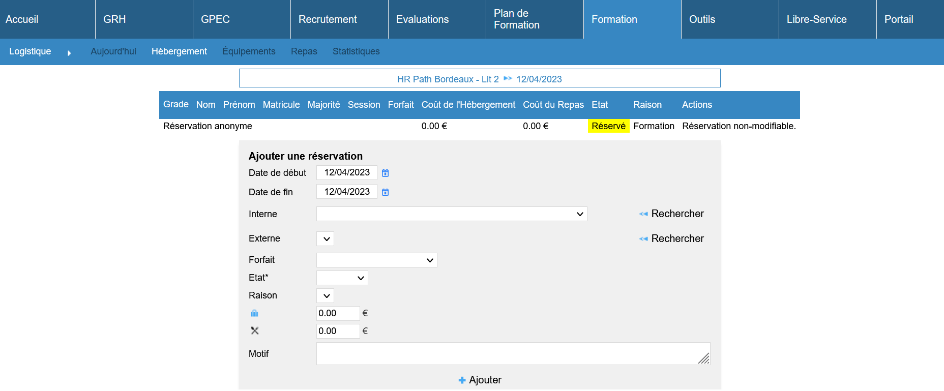 Accueil GRH GPEC Recrutement Evaluations Plan de Formation Formation Outils Libre-Service Portail
Logistique Aujourd'hui Hébergement Équipements Repas Statistiques
HR Path Bordeaux - Lit 2 12/04/2023
Grade Nom Prénom Matricule Majorité Session Forfait Coût de l'Hébergement Coût du Repas Etat Raison Actions
Réservation anonyme 0.00 € 0.00 € Réservé Formation Réservation non-modifiable.
Ajouter une réservation
Date de début 12/04/2023
Date de fin 12/04/2023
Interne Rechercher
Externe Rechercher
Forfait
Etat*
Raison
0.00 €
0.00 €
Motif
Ajouter